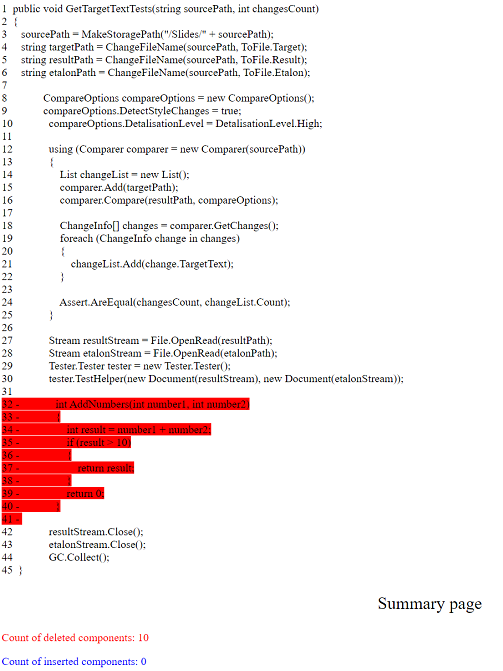 1 public void GetTargetTextTests(string sourcePath, int changesCount)
2 {
3 sourcePath = MakeStoragePath("/Slides/" + sourcePath);
4 string targetPath = ChangeFileName(sourcePath, ToFile.Target);
5 string resultPath = ChangeFileName(sourcePath, ToFile.Result);
6 string etalonPath = ChangeFileName(sourcePath, ToFile.Etalon);
7
8 CompareOptions compareOptions = new CompareOptions();
9 compareOptions.DetectStyleChanges = true;
10 compareOptions.DetalisationLevel = DetalisationLevel.High;
11
12 using (Comparer comparer = new Comparer(sourcePath))
13 {
14 List changeList = new List();
15 comparer.Add(targetPath);
16 comparer.Compare(resultPath, compareOptions);
17
18 ChangeInfo[] changes = comparer.GetChanges();
19 foreach (ChangeInfo change in changes)
20 {
21 changeList.Add(change.TargetText);
22 }
23
24 Assert.AreEqual(changesCount, changeList.Count);
25 }
26
27 Stream resultStream = File.OpenRead(resultPath);
28 Stream etalonStream = File.OpenRead(etalonPath);
29 Tester.Tester tester = new Tester.Tester();
30 tester.TestHelper(new Document(resultStream), new Document(etalonStream));
31
32 - int AddNumbers(int number1, int number2)
33 - {
34 - int result = number1 + number2;
35 - if (result > 10)
36 - {
37 - return result;
38 - }
39 - return 0;
40 - }
41 -
42 resultStream.Close();
43 etalonStream.Close();
44 GC.Collect();
45 }
Summary page
Count of deleted components: 10
Count of inserted components: 0